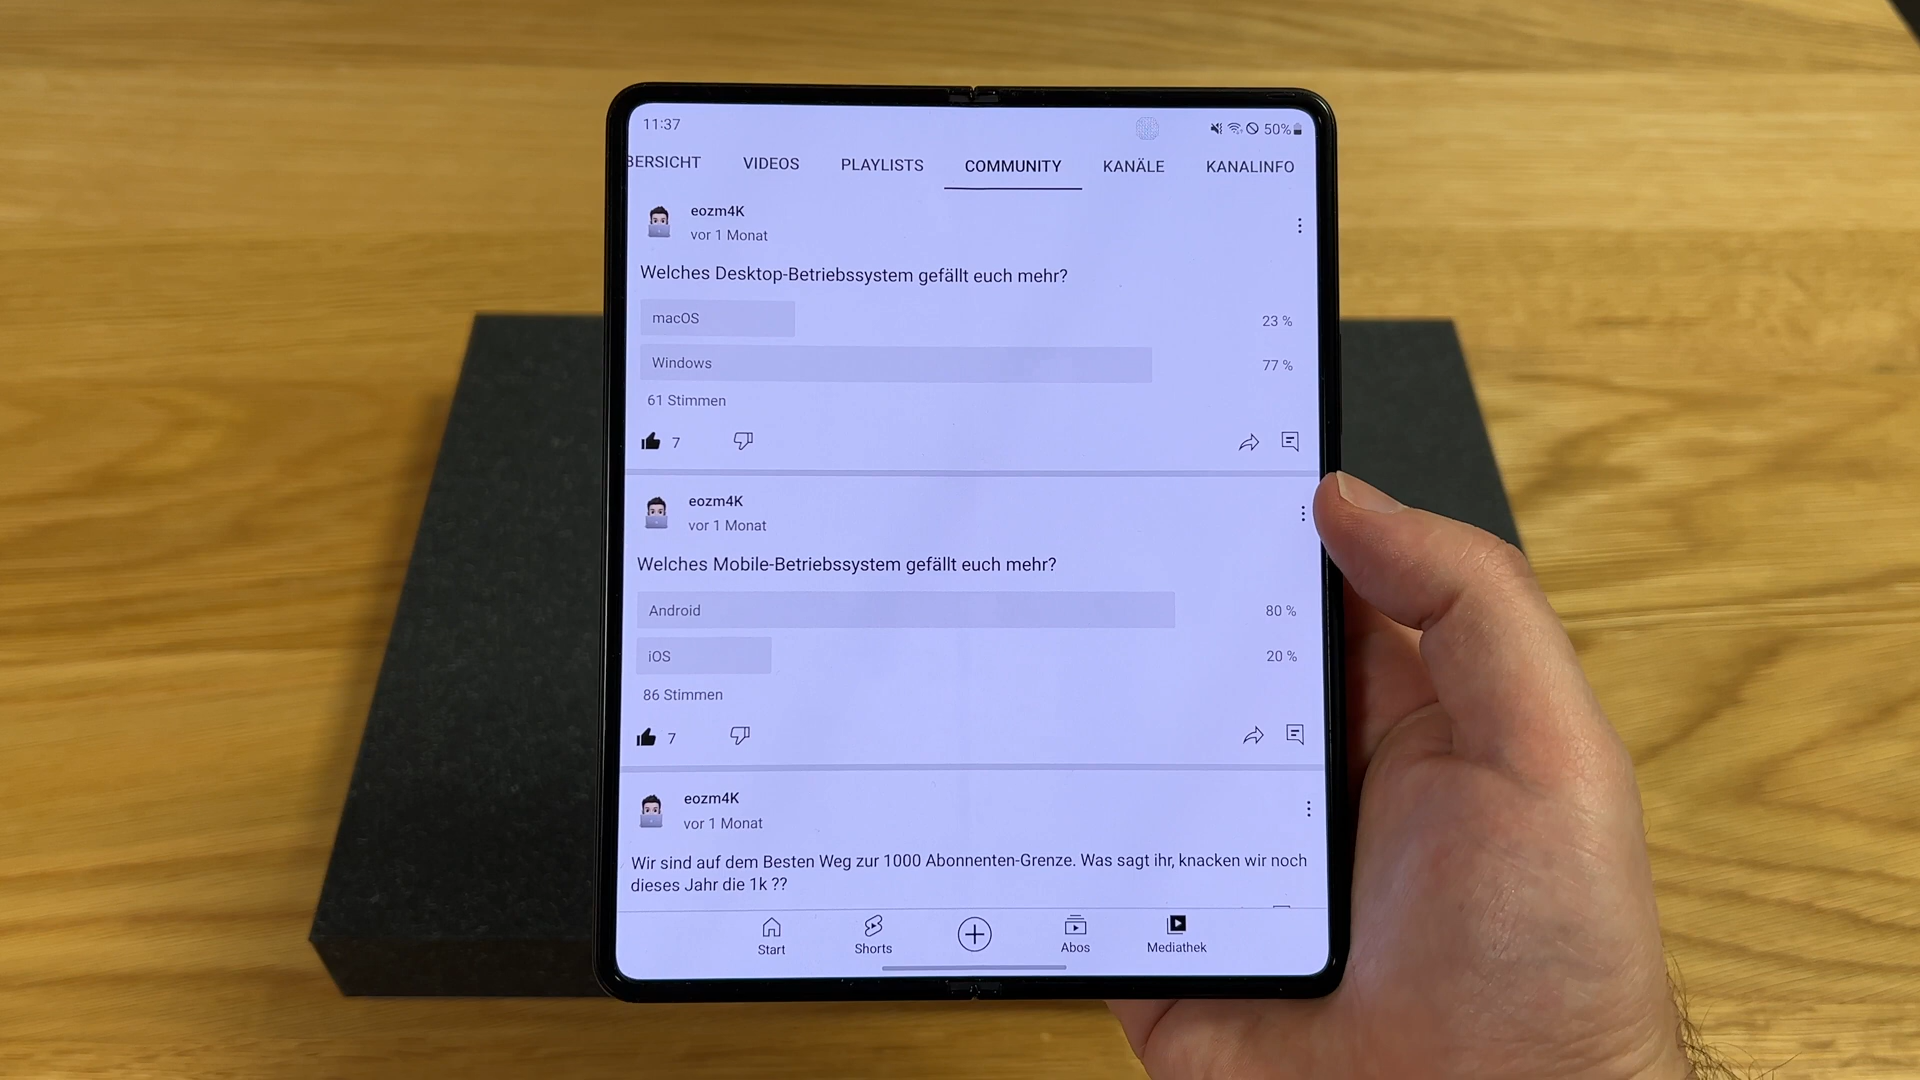 11:37
50%
BERSICHT VIDEOS PLAYLISTS COMMUNITY KANÄLE KANALINFO
eozm4K
vor 1 Monat
Welches Desktop-Betriebssystem gefällt euch mehr?
macOS 23 %
Windows 77 %
61 Stimmen
7
eozm4K
vor 1 Monat
Welches Mobile-Betriebssystem gefällt euch mehr?
Android 80 %
iOS 20 %
86 Stimmen
7
eozm4K
vor 1 Monat
Wir sind auf dem Besten Weg zur 1000 Abonnenten-Grenze. Was sagt ihr, knacken wir noch
dieses Jahr die 1k ??
Start Shorts Abos Mediathek